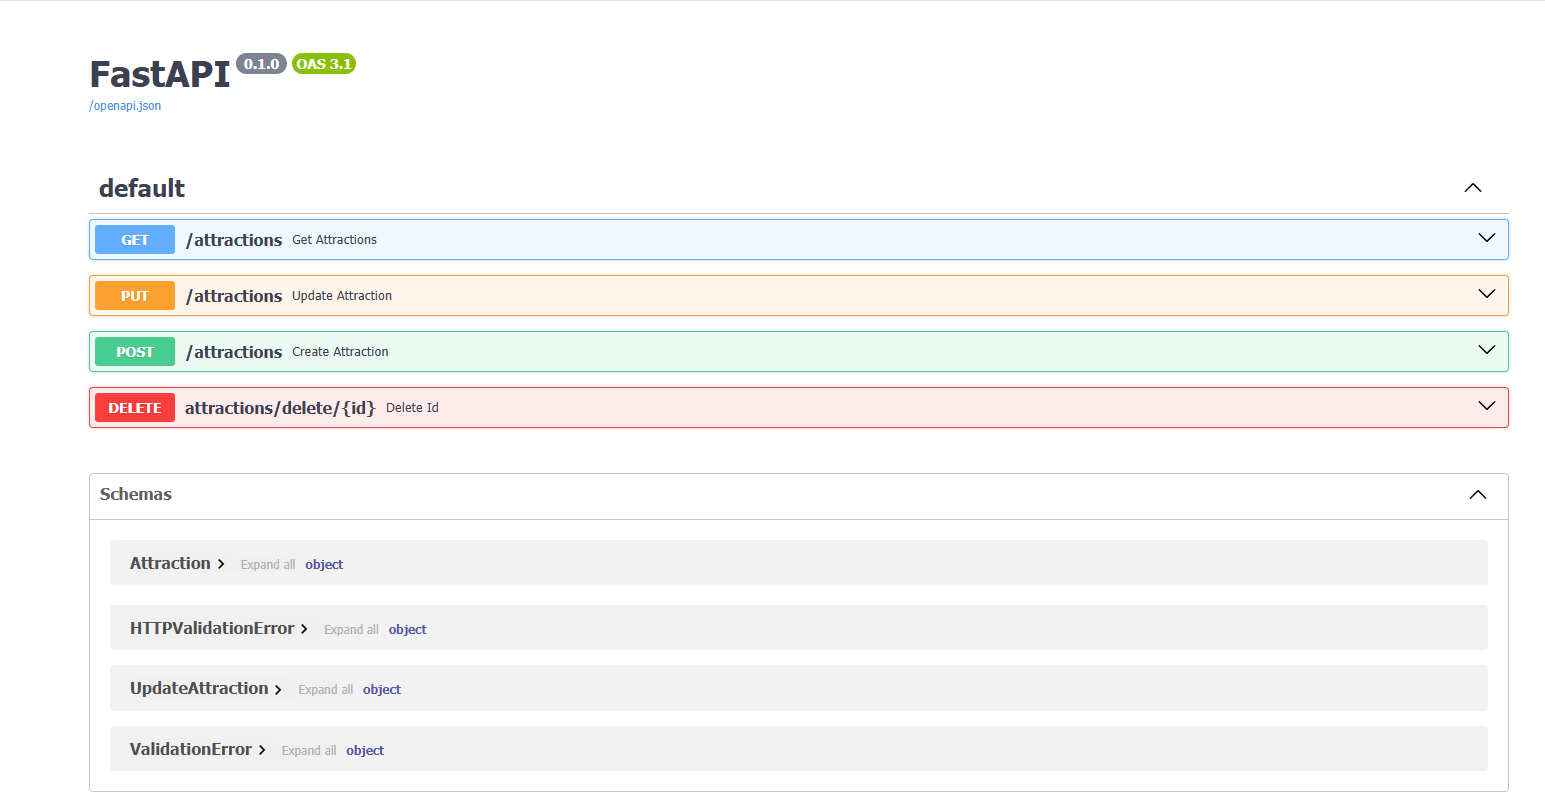 FastAPI 0.1.0 OAS 3.1
/openapi.json
default
GET /attractions Get Attractions
PUT /attractions Update Attraction
POST /attractions Create Attraction
DELETE attractions/delete/{id} Delete Id
Schemas
Attraction Expand all object
HTTPValidationError Expand all object
UpdateAttraction Expand all object
ValidationError Expand all object